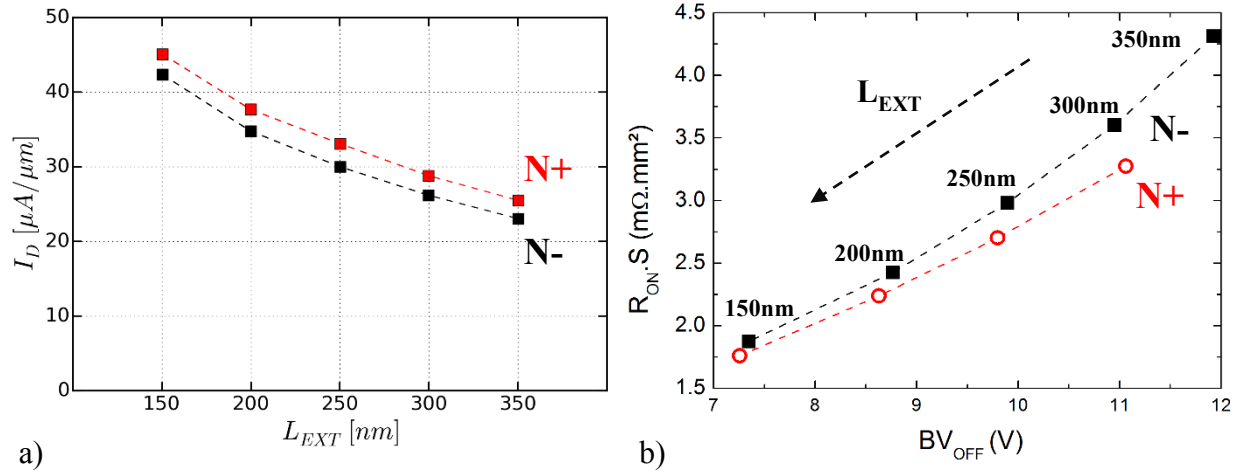 50
40
30
20
10
0
I_D [μA/μm]
N+
N-
150 200 250 300 350
L_EXT [nm]
a)
4.5
4.0
3.5
3.0
2.5
2.0
1.5
R_ON.S (mΩ.mm²)
350nm
300nm
250nm
200nm
150nm
L_EXT
N-
N+
7 8 9 10 11 12
BV_OFF (V)
b)